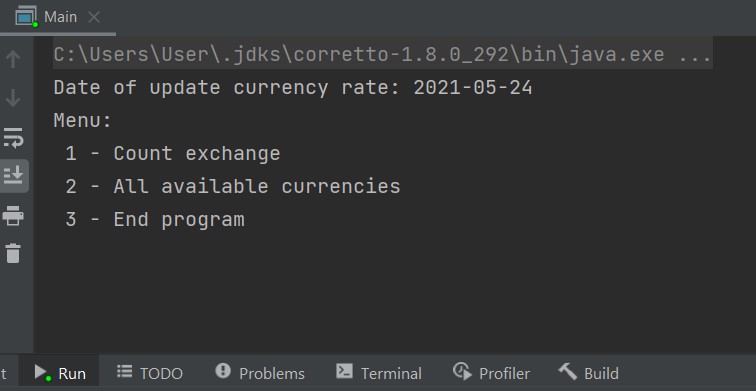 Main
C:\Users\User\.jdks\corretto-1.8.0_292\bin\java.exe ...
Date of update currency rate: 2021-05-24
Menu:
1 - Count exchange
2 - All available currencies
3 - End program
t Run TODO Problems Terminal Profiler Build